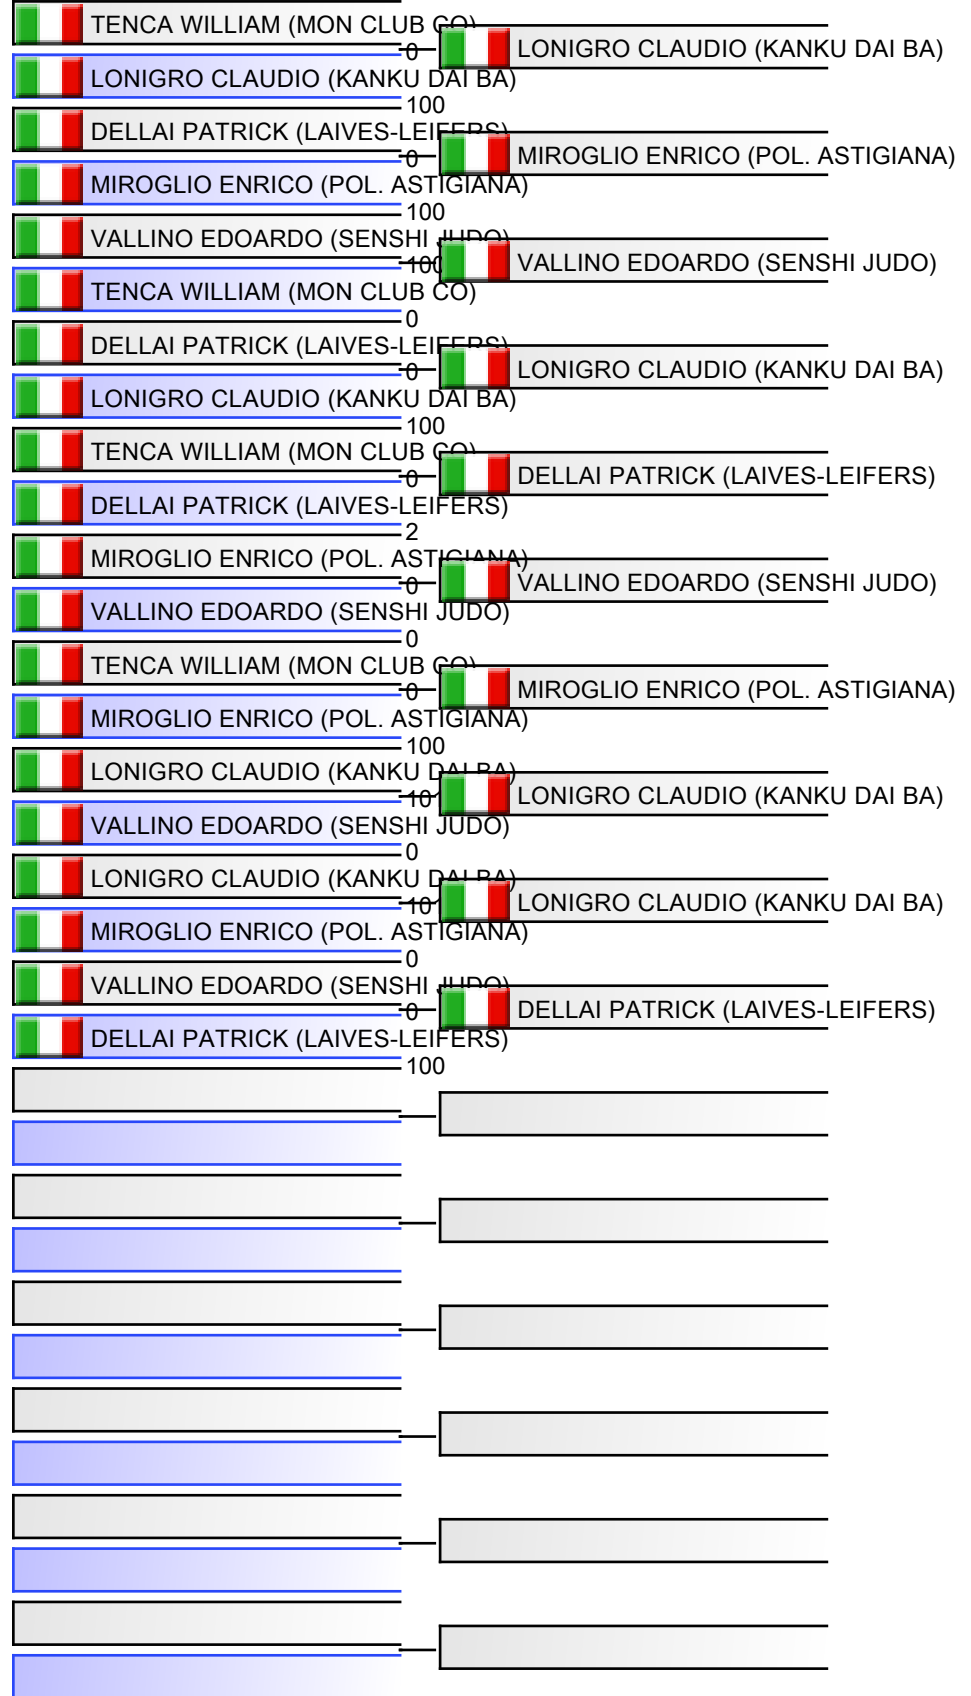 TENCA WILLIAM (MON CLUB CO)
0
LONIGRO CLAUDIO (KANKU DAI BA)
LONIGRO CLAUDIO (KANKU DAI BA)
100
DELLAI PATRICK (LAIVES-LEIFERS)
0
MIROGLIO ENRICO (POL. ASTIGIANA)
MIROGLIO ENRICO (POL. ASTIGIANA)
100
VALLINO EDOARDO (SENSHI JUDO)
100
VALLINO EDOARDO (SENSHI JUDO)
TENCA WILLIAM (MON CLUB CO)
0
DELLAI PATRICK (LAIVES-LEIFERS)
0
LONIGRO CLAUDIO (KANKU DAI BA)
LONIGRO CLAUDIO (KANKU DAI BA)
100
TENCA WILLIAM (MON CLUB CO)
0
DELLAI PATRICK (LAIVES-LEIFERS)
DELLAI PATRICK (LAIVES-LEIFERS)
2
MIROGLIO ENRICO (POL. ASTIGIANA)
0
VALLINO EDOARDO (SENSHI JUDO)
VALLINO EDOARDO (SENSHI JUDO)
0
TENCA WILLIAM (MON CLUB CO)
0
MIROGLIO ENRICO (POL. ASTIGIANA)
MIROGLIO ENRICO (POL. ASTIGIANA)
100
LONIGRO CLAUDIO (KANKU DAI BA)
LONIGRO CLAUDIO (KANKU DAI BA)
VALLINO EDOARDO (SENSHI JUDO)
0
LONIGRO CLAUDIO (KANKU DAI BA)
LONIGRO CLAUDIO (KANKU DAI BA)
MIROGLIO ENRICO (POL. ASTIGIANA)
0
VALLINO EDOARDO (SENSHI JUDO)
0
DELLAI PATRICK (LAIVES-LEIFERS)
DELLAI PATRICK (LAIVES-LEIFERS)
100